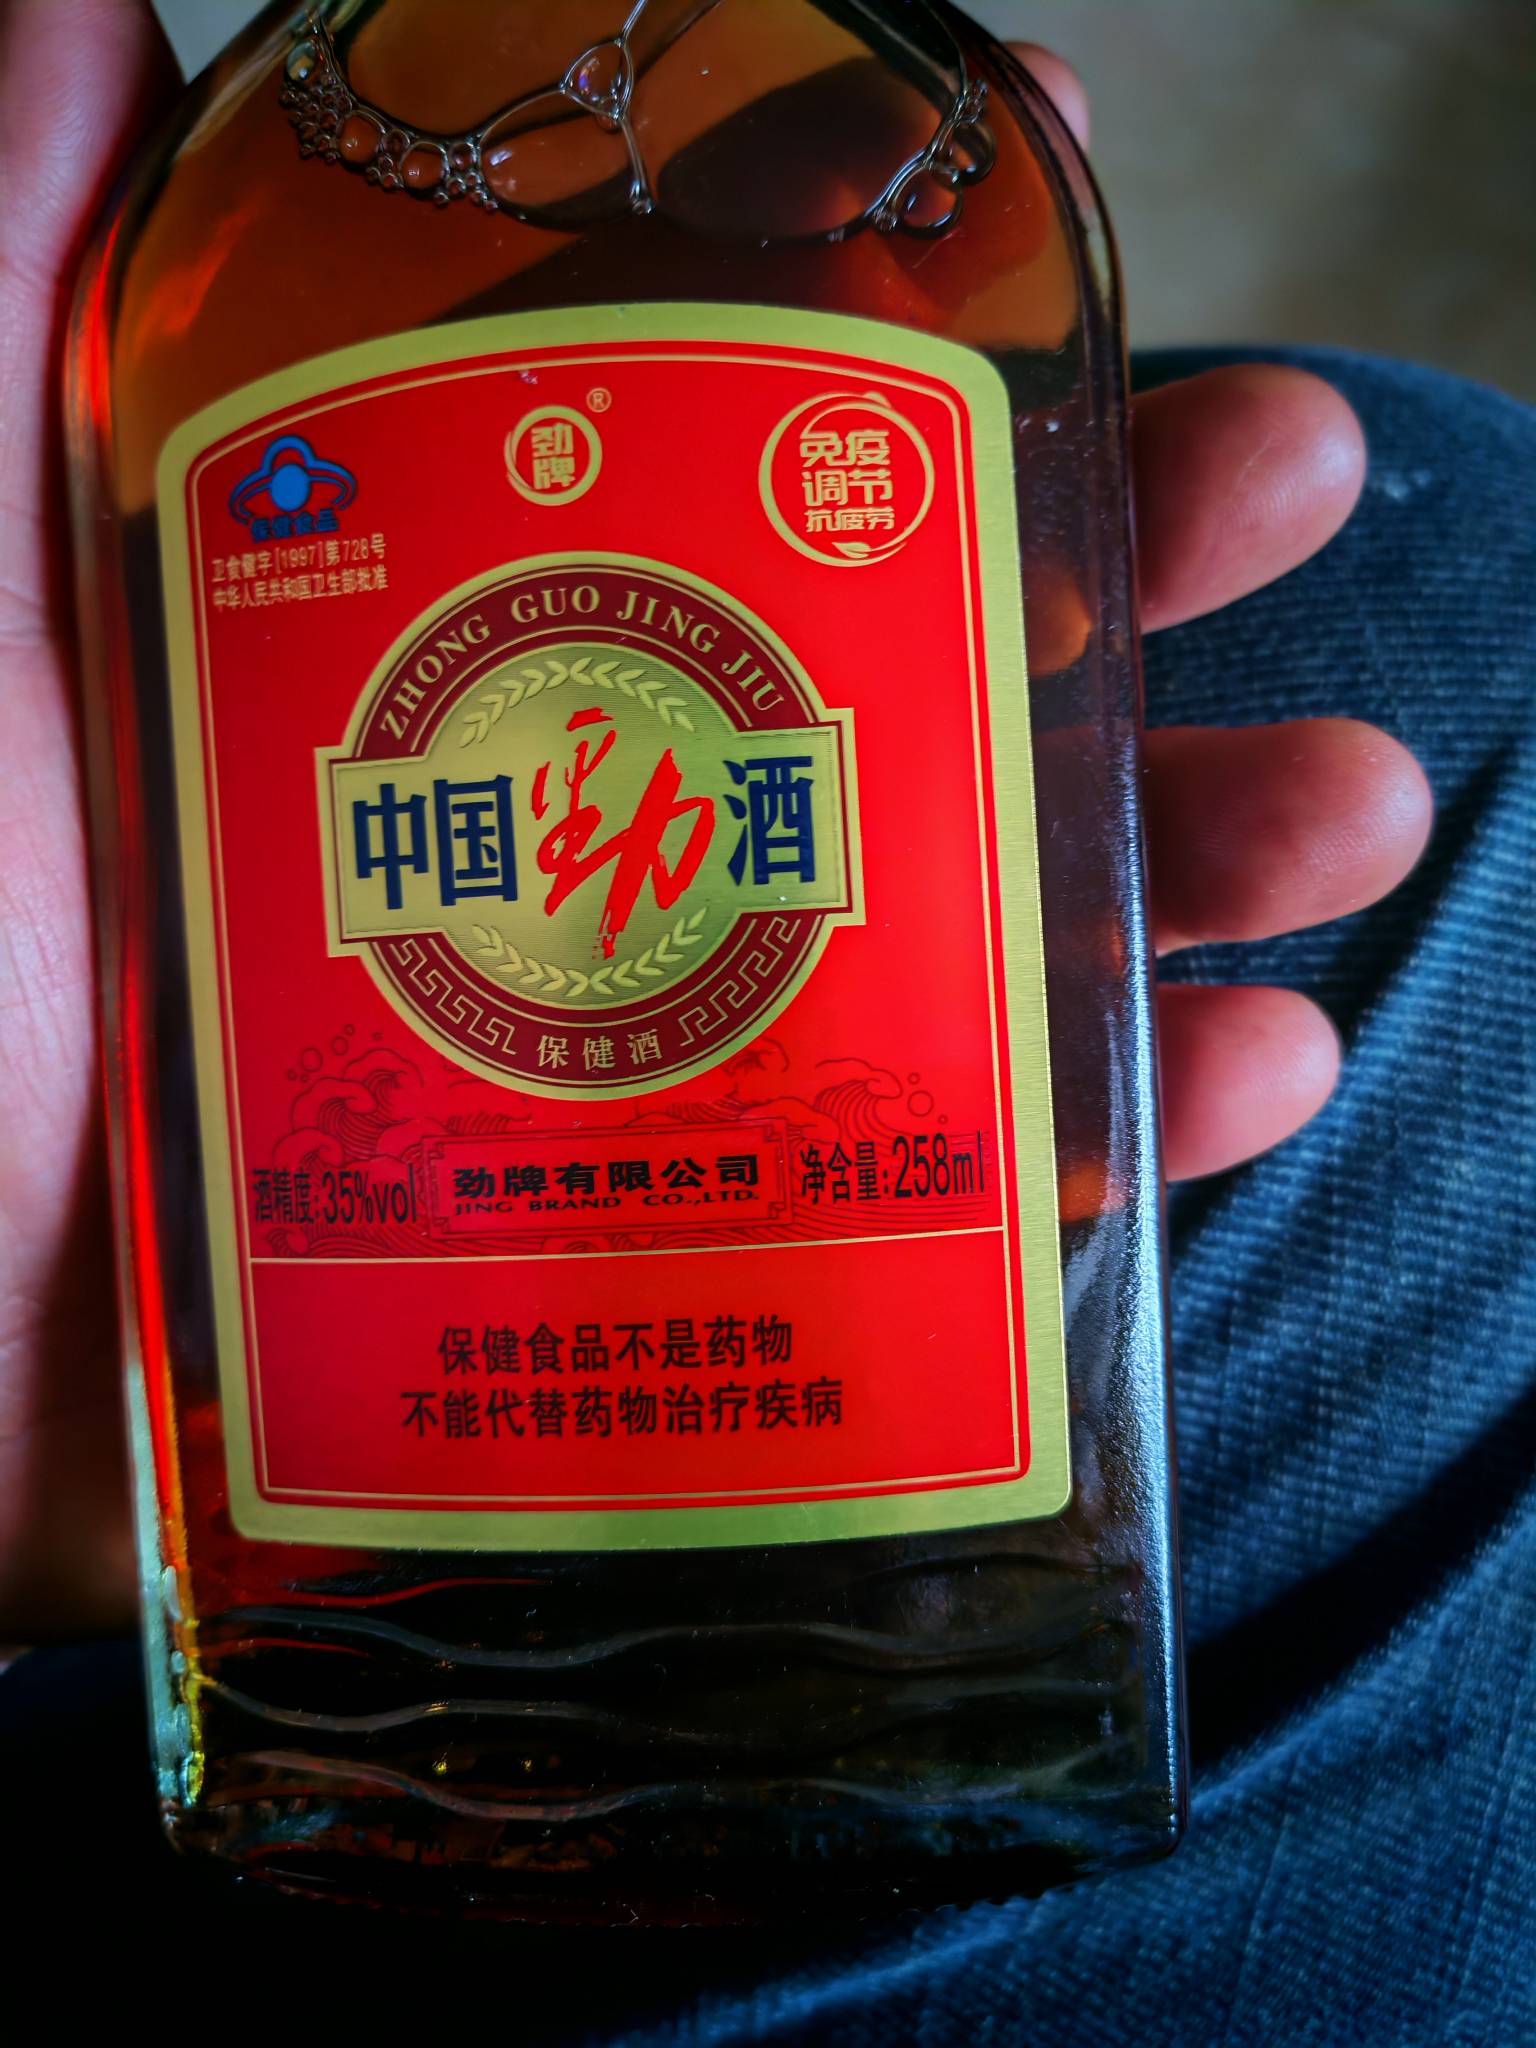 劲
牌
®
免疫
调节
抗疲劳
保健食品
卫食健字[1997]第728号
中华人民共和国卫生部批准
ZHONG GUO JING JIU
中国劲酒
保健酒
酒精度:35%vol
劲牌有限公司
JING BRAND CO.,LTD.
净含量:258ml
保健食品不是药物
不能代替药物治疗疾病